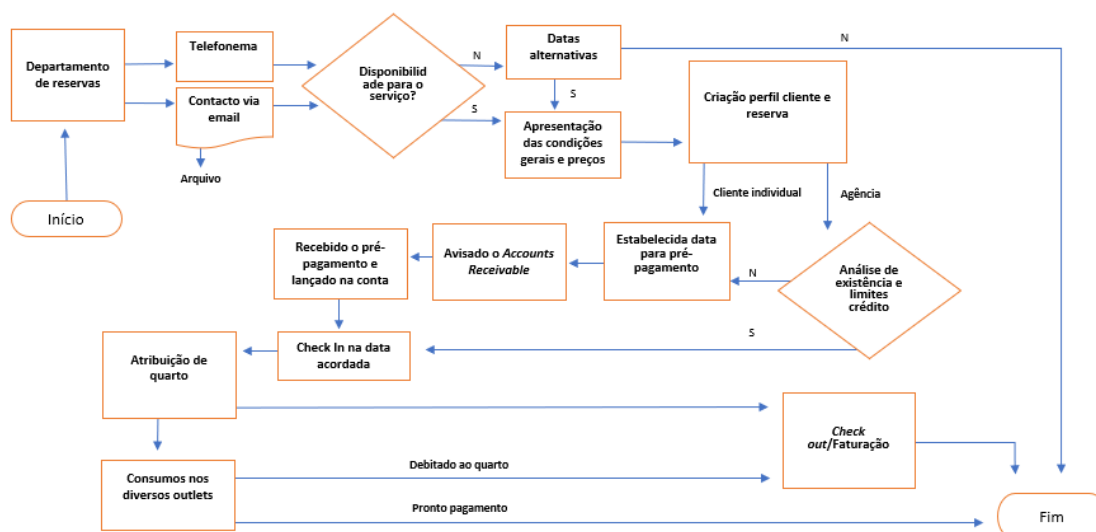 Departamento
de reservas
Telefonema
Contacto via
email
Arquivo
Início
Disponibilid
ade para o
serviço?
N
S
Datas
alternativas
N
S
Apresentação
das condições
gerais e preços
Criação perfil cliente e
reserva
Cliente individual
Agência
Recebido o pré-
pagamento e
lançado na conta
Avisado o Accounts
Receivable
Estabelecida data
para pré-
pagamento
N
Análise de
existência e
limites
crédito
S
Atribuição de
quarto
Check In na data
acordada
Check
out/Faturação
Consumos nos
diversos outlets
Debitado ao quarto
Pronto pagamento
Fim